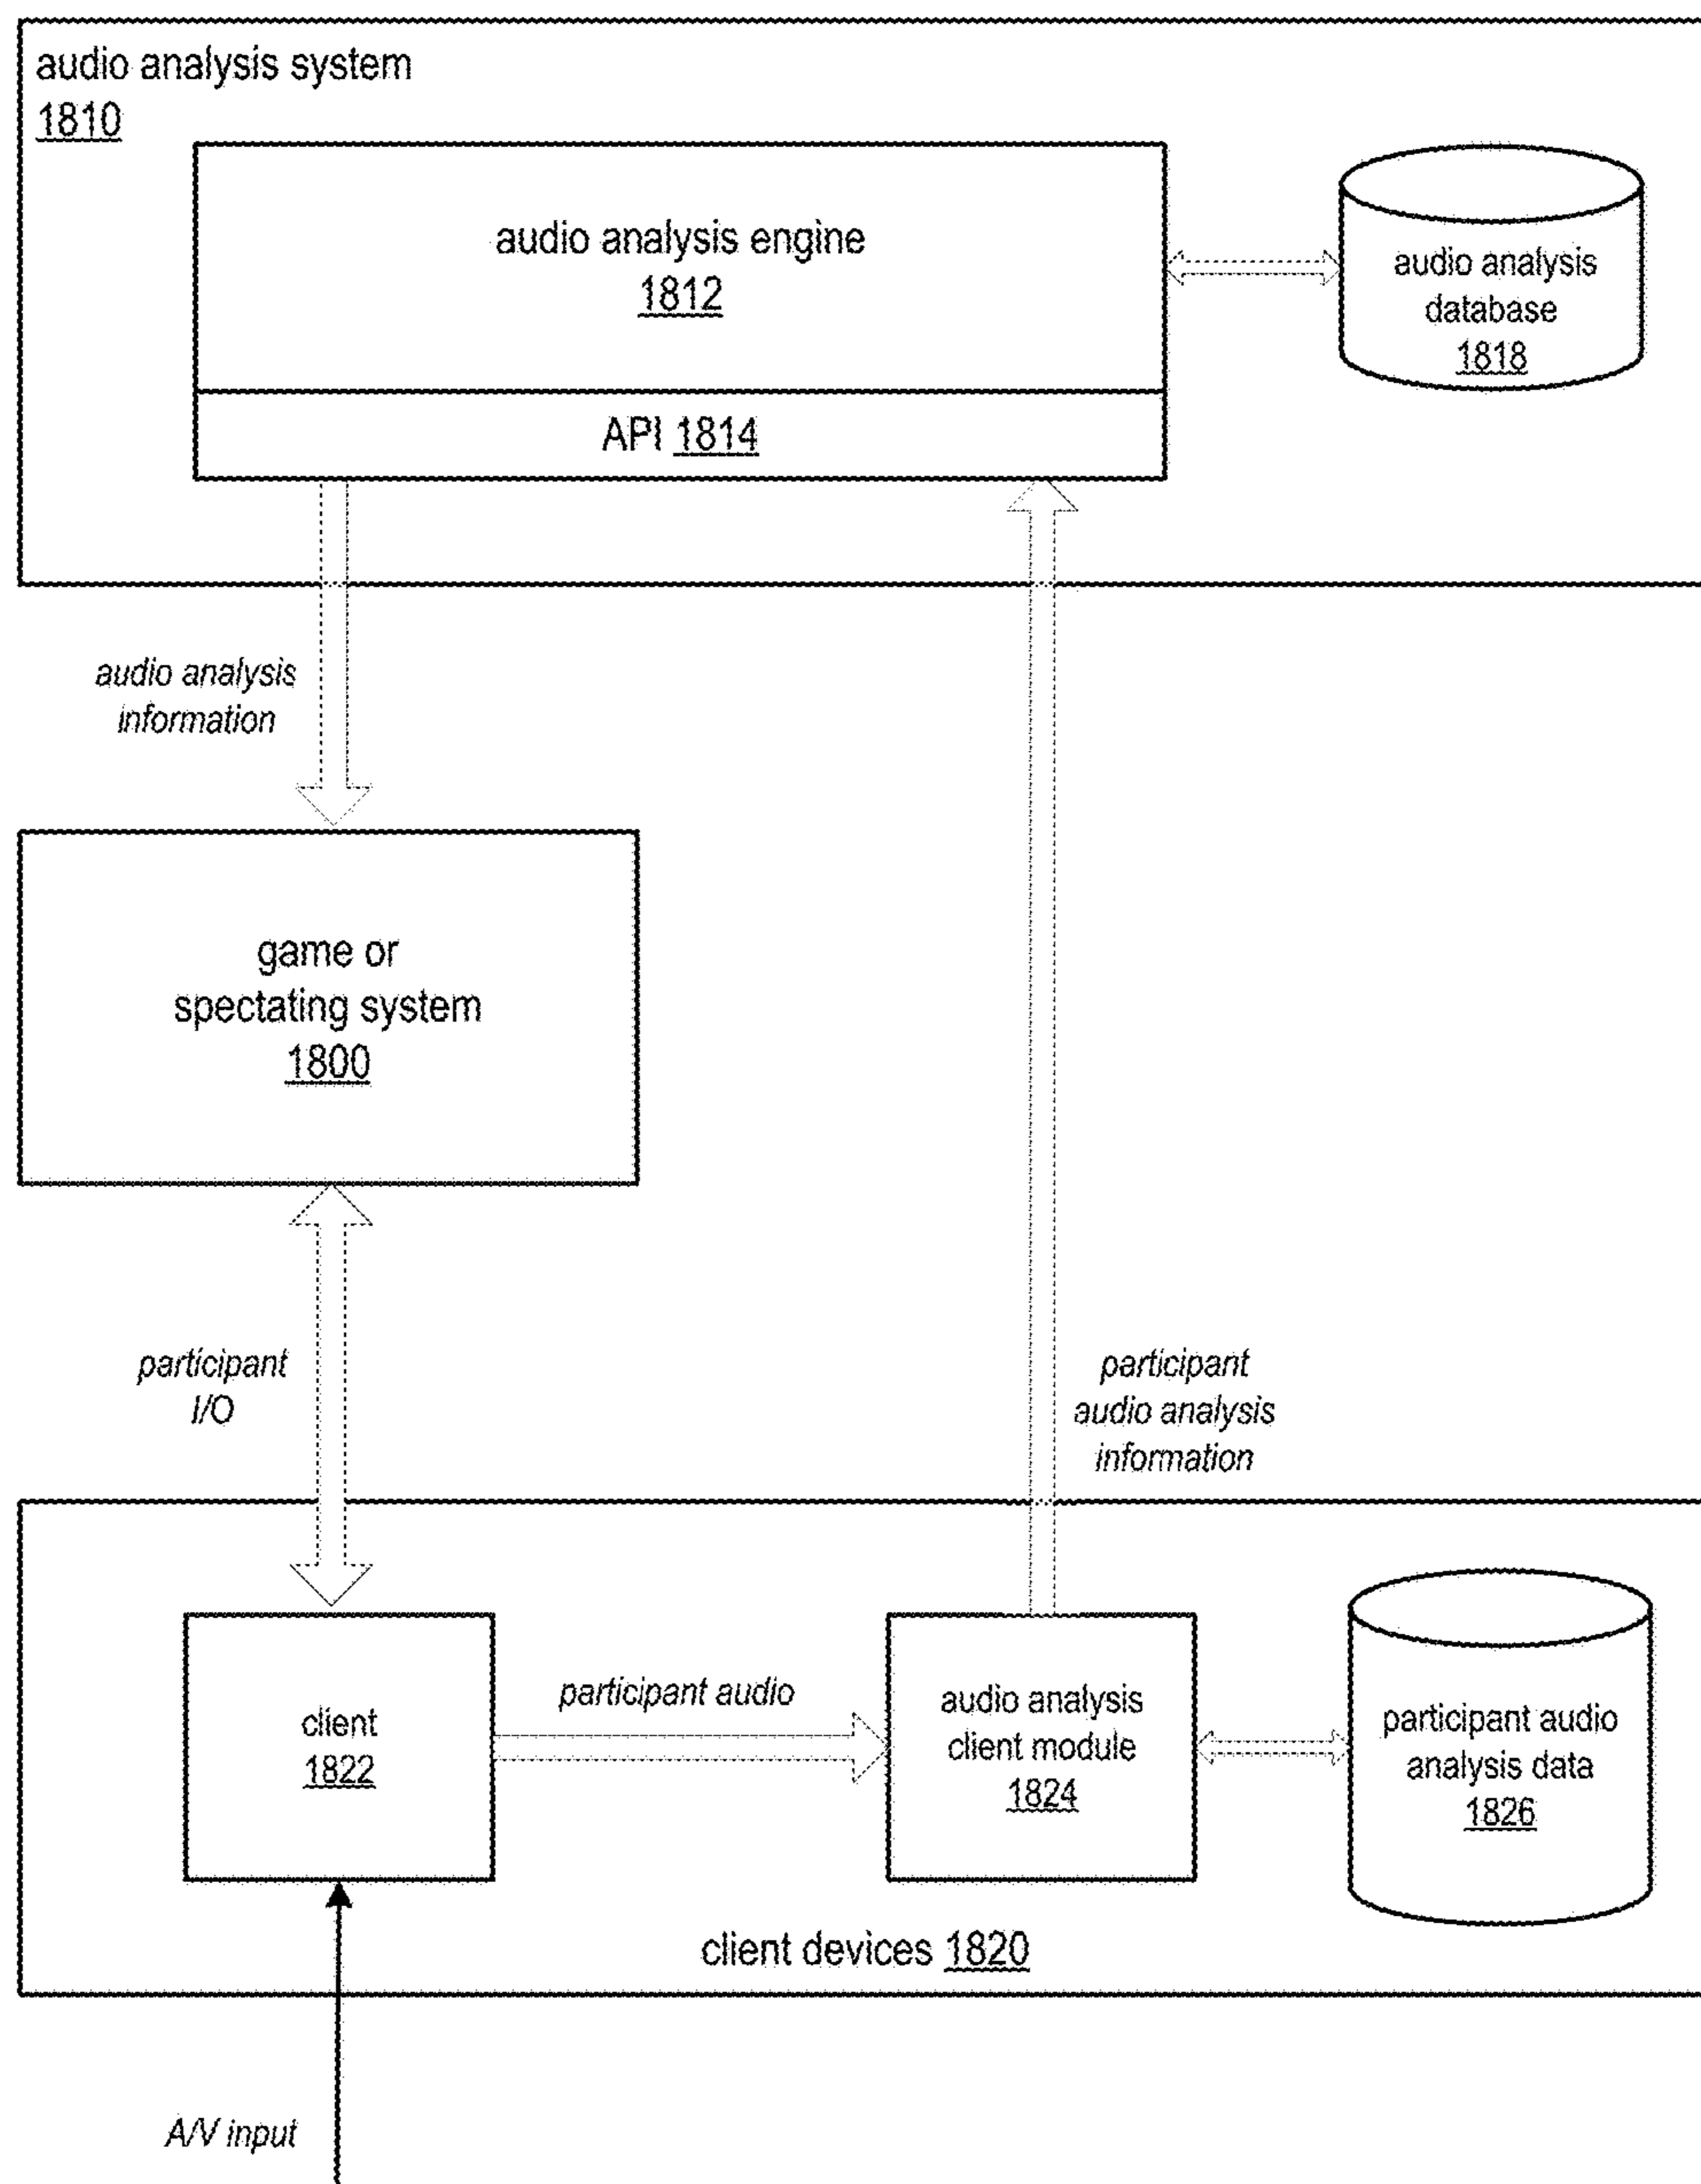 audio analysis system
1810
audio analysis engine
1812
audio analysis
database
1818
API 1814
audio analysis
information
game or
spectating system
1800
participant
I/O
participant
audio analysis
information
client
1822
participant audio
audio analysis
client module
1824
participant audio
analysis data
1826
client devices 1820
A/V input